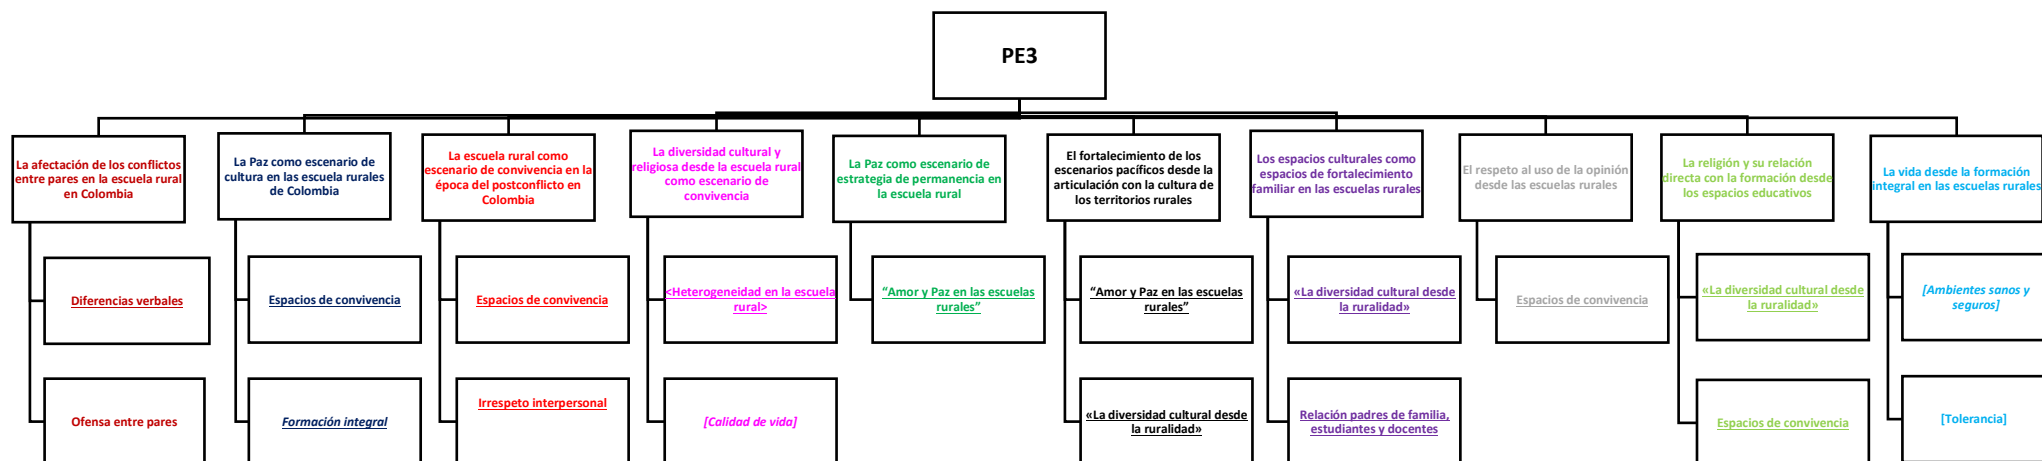 PE3
La afectación de los conflictos
entre pares en la escuela rural
en Colombia
La Paz como escenario de
cultura en las escuela rurales
de Colombia
La escuela rural como
escenario de convivencia en la
época del postconflicto en
Colombia
La diversidad cultural y
religiosa desde la escuela rural
como escenario de
convivencia
La Paz como escenario de
estrategia de permanencia en
la escuela rural
El fortalecimiento de los
escenarios pacíficos desde la
articulación con la cultura de
los territorios rurales
Los espacios culturales como
espacios de fortalecimiento
familiar en las escuelas rurales
El respeto al uso de la opinión
desde las escuelas rurales
La religión y su relación
directa con la formación desde
los espacios educativos
La vida desde la formación
integral en las escuelas rurales
Diferencias verbales
Espacios de convivencia
Espacios de convivencia
<Heterogeneidad en la escuela
rural>
“Amor y Paz en las escuelas
rurales”
“Amor y Paz en las escuelas
rurales”
«La diversidad cultural desde
la ruralidad»
Espacios de convivencia
«La diversidad cultural desde
la ruralidad»
[Ambientes sanos y
seguros]
Ofensa entre pares
Formación integral
Irrespeto interpersonal
[Calidad de vida]
«La diversidad cultural desde
la ruralidad»
Relación padres de familia,
estudiantes y docentes
Espacios de convivencia
[Tolerancia]